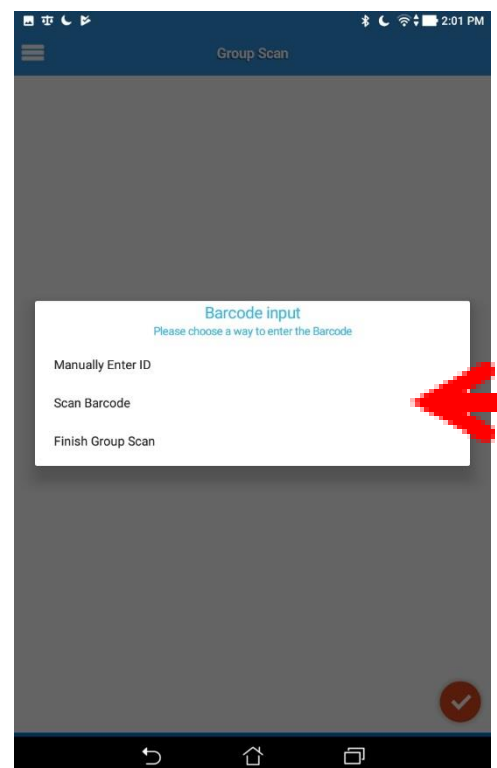 2:01 PM
Group Scan
Barcode input
Please choose a way to enter the Barcode
Manually Enter ID
Scan Barcode
Finish Group Scan